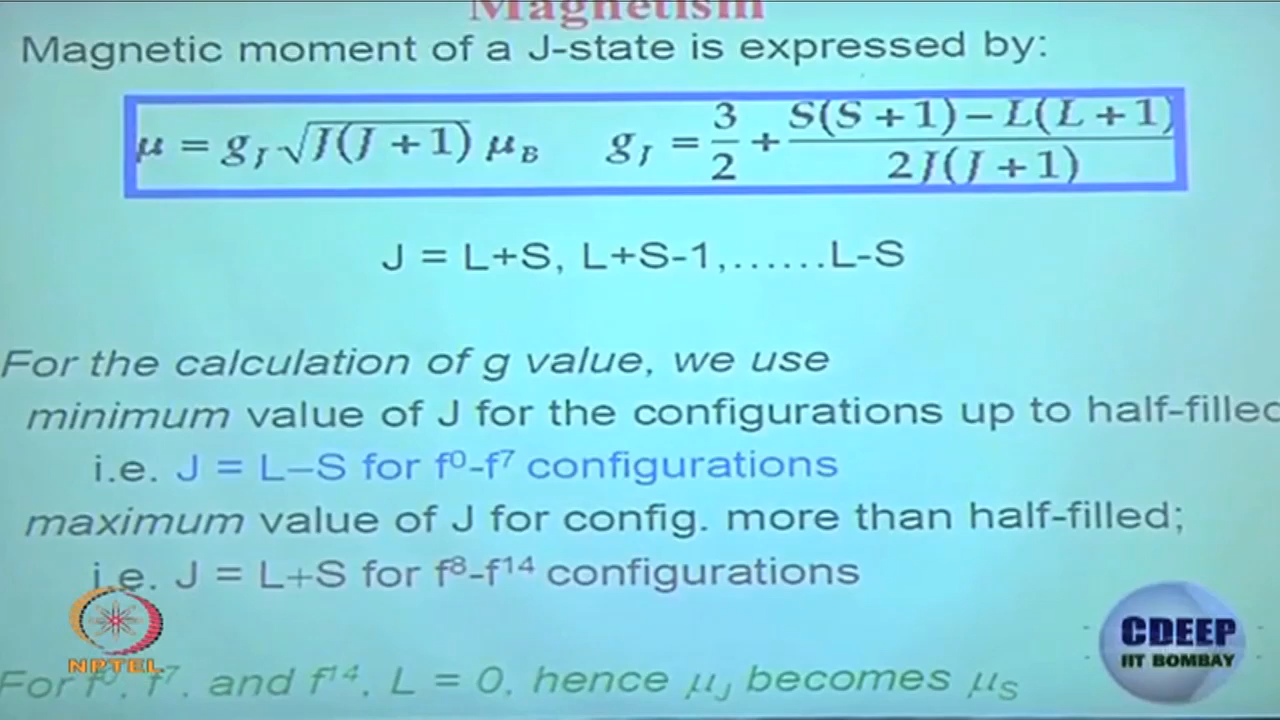 Magnetism
Magnetic moment of a J-state is expressed by:
μ = g_J √J(J + 1) μ_B    g_J = 3/2 + S(S + 1) – L(L + 1) / 2J(J + 1)
J = L+S, L+S-1,......L-S
For the calculation of g value, we use
minimum value of J for the configurations up to half-filled
i.e. J = L–S for f⁰-f⁷ configurations
maximum value of J for config. more than half-filled;
i.e. J = L+S for f⁸-f¹⁴ configurations
For f⁰, f⁷, and f¹⁴, L = 0, hence μ_J becomes μ_S
NPTEL
CDEEP
IIT BOMBAY